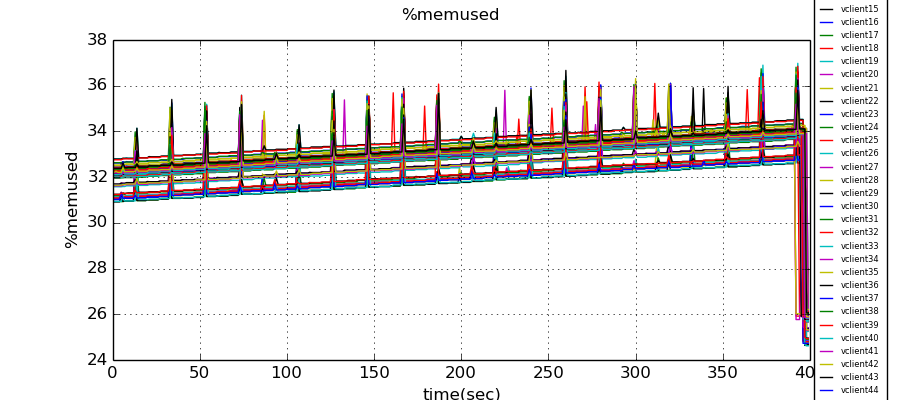 %memused
38
36
34
32
30
28
26
24
%memused
0
50
100
150
200
250
300
350
40
time(sec)
vclient15
vclient16
vclient17
vclient18
vclient19
vclient20
vclient21
vclient22
vclient23
vclient24
vclient25
vclient26
vclient27
vclient28
vclient29
vclient30
vclient31
vclient32
vclient33
vclient34
vclient35
vclient36
vclient37
vclient38
vclient39
vclient40
vclient41
vclient42
vclient43
vclient44